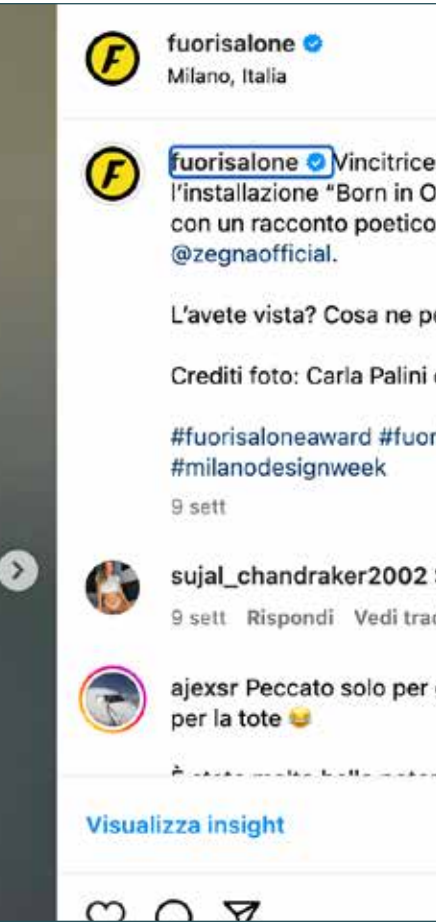 F
fuorisalone
Milano, Italia
F
fuorisalone Vincitrice
l'installazione "Born in O
con un racconto poetico
@zegnaofficial.
L'avete vista? Cosa ne p
Crediti foto: Carla Palini
#fuorisaloneaward #fuor
#milanodesignweek
9 sett
sujal_chandraker2002
9 sett Rispondi Vedi trad
ajexsr Peccato solo per
per la tote 😂
Visualizza insight